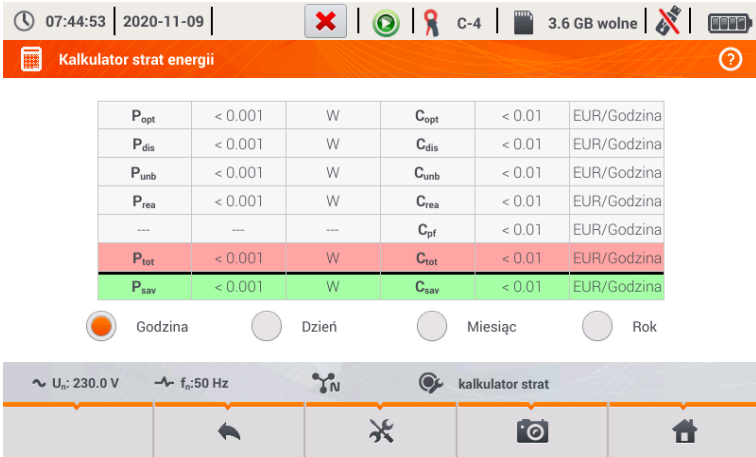 07:44:53 2020-11-09 C-4 3.6 GB wolne
Kalkulator strat energii ?
Popt < 0.001 W Copt < 0.01 EUR/Godzina
Pdis < 0.001 W Cdis < 0.01 EUR/Godzina
Punb < 0.001 W Cunb < 0.01 EUR/Godzina
Prea < 0.001 W Crea < 0.01 EUR/Godzina
--- --- --- Cpf < 0.01 EUR/Godzina
Ptot < 0.001 W Ctot < 0.01 EUR/Godzina
Psav < 0.001 W Csav < 0.01 EUR/Godzina
Godzina Dzień Miesiąc Rok
Un: 230.0 V fn:50 Hz N kalkulator strat